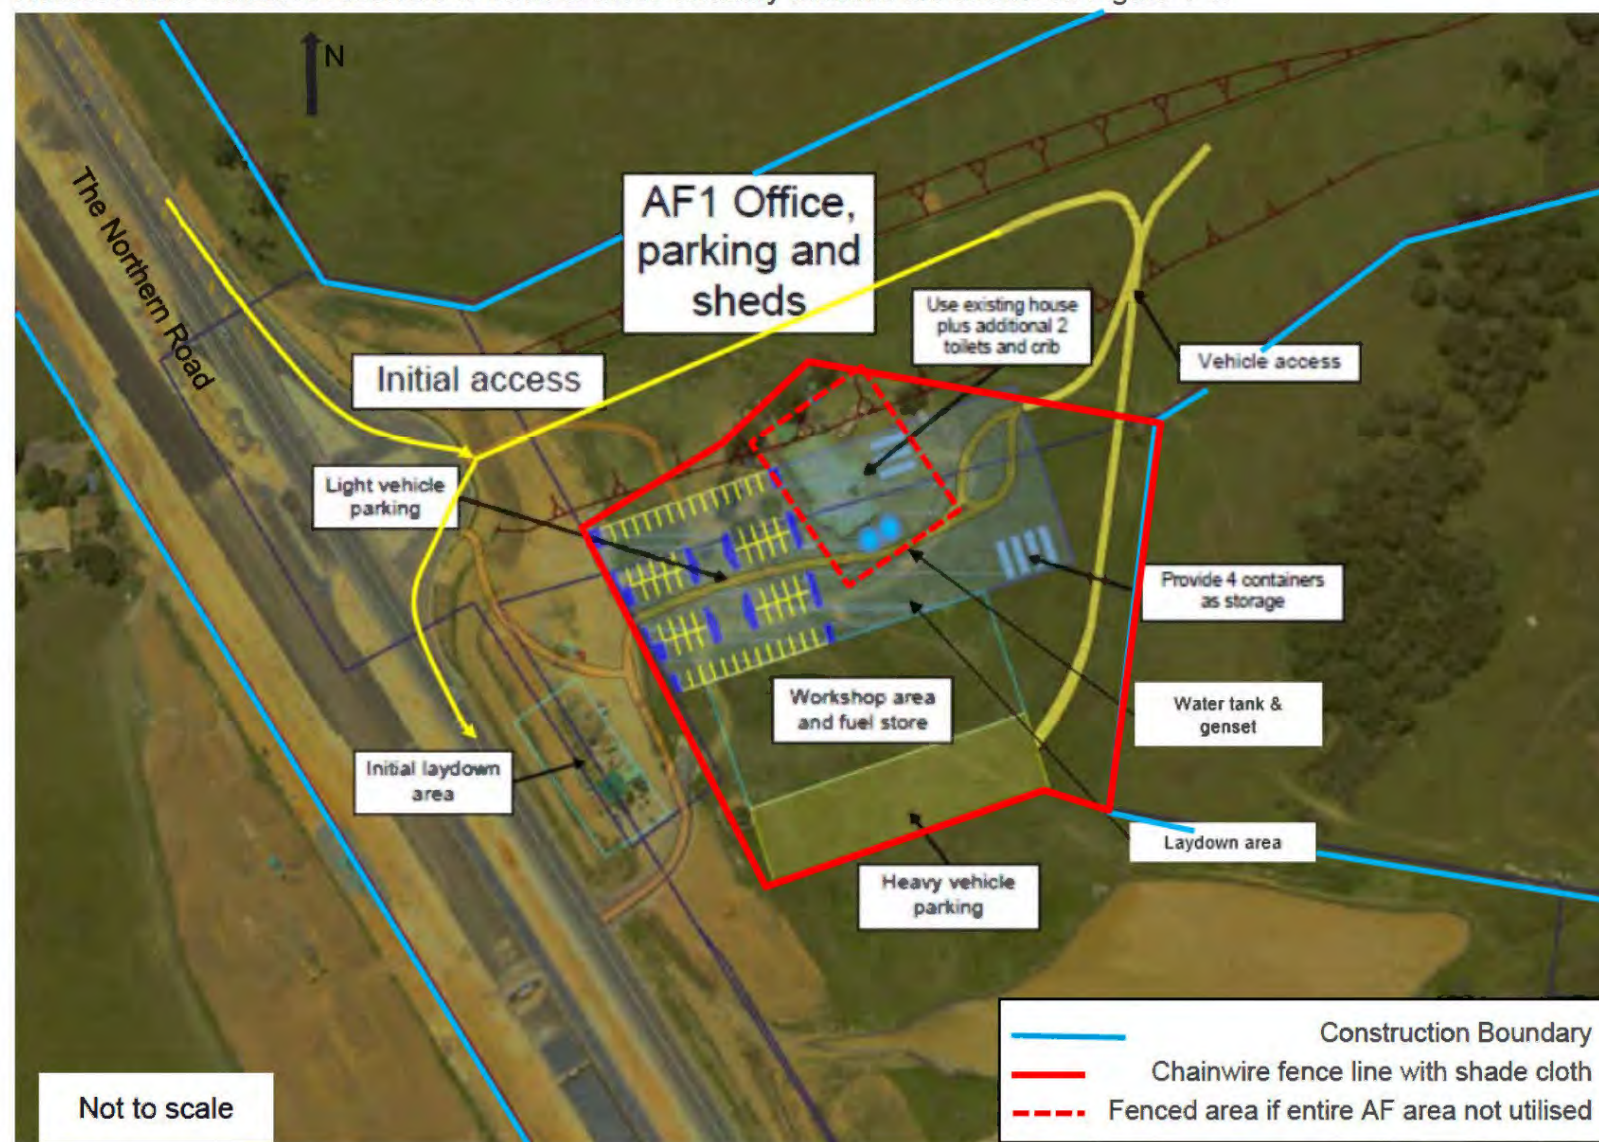 N
The Northern Road
AF1 Office,
parking and
sheds
Use existing house
plus additional 2
toilets and crib
Vehicle access
Initial access
Light vehicle
parking
Provide 4 containers
as storage
Workshop area
and fuel store
Water tank &
genset
Initial laydown
area
Laydown area
Heavy vehicle
parking
Construction Boundary
Chainwire fence line with shade cloth
Fenced area if entire AF area not utilised
Not to scale